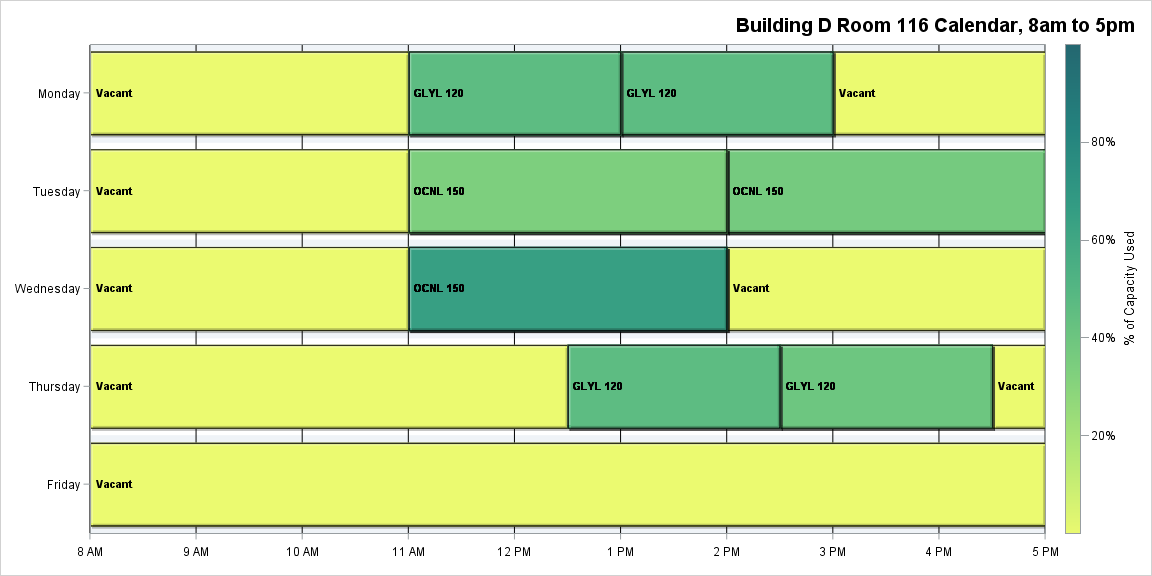 Building D Room 116 Calendar, 8am to 5pm
Monday Vacant GLYL 120 GLYL 120 Vacant
Tuesday Vacant OCNL 150 OCNL 150
Wednesday Vacant OCNL 150 Vacant
Thursday Vacant GLYL 120 GLYL 120 Vacant
Friday Vacant
8 AM 9 AM 10 AM 11 AM 12 PM 1 PM 2 PM 3 PM 4 PM 5 PM
80%
60%
40%
20%
% of Capacity Used